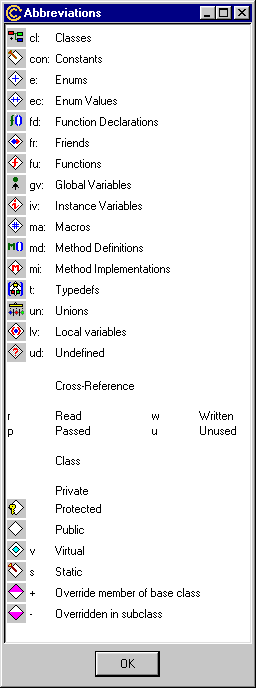 Abbreviations
cl: Classes
con: Constants
e: Enums
ec: Enum Values
fd: Function Declarations
fr: Friends
fu: Functions
gv: Global Variables
iv: Instance Variables
ma: Macros
md: Method Definitions
mi: Method Implementations
t: Typedefs
un: Unions
lv: Local variables
ud: Undefined
Cross-Reference
r Read w Written
p Passed u Unused
Class
Private
Protected
Public
v Virtual
s Static
+ Override member of base class
- Overridden in subclass
OK